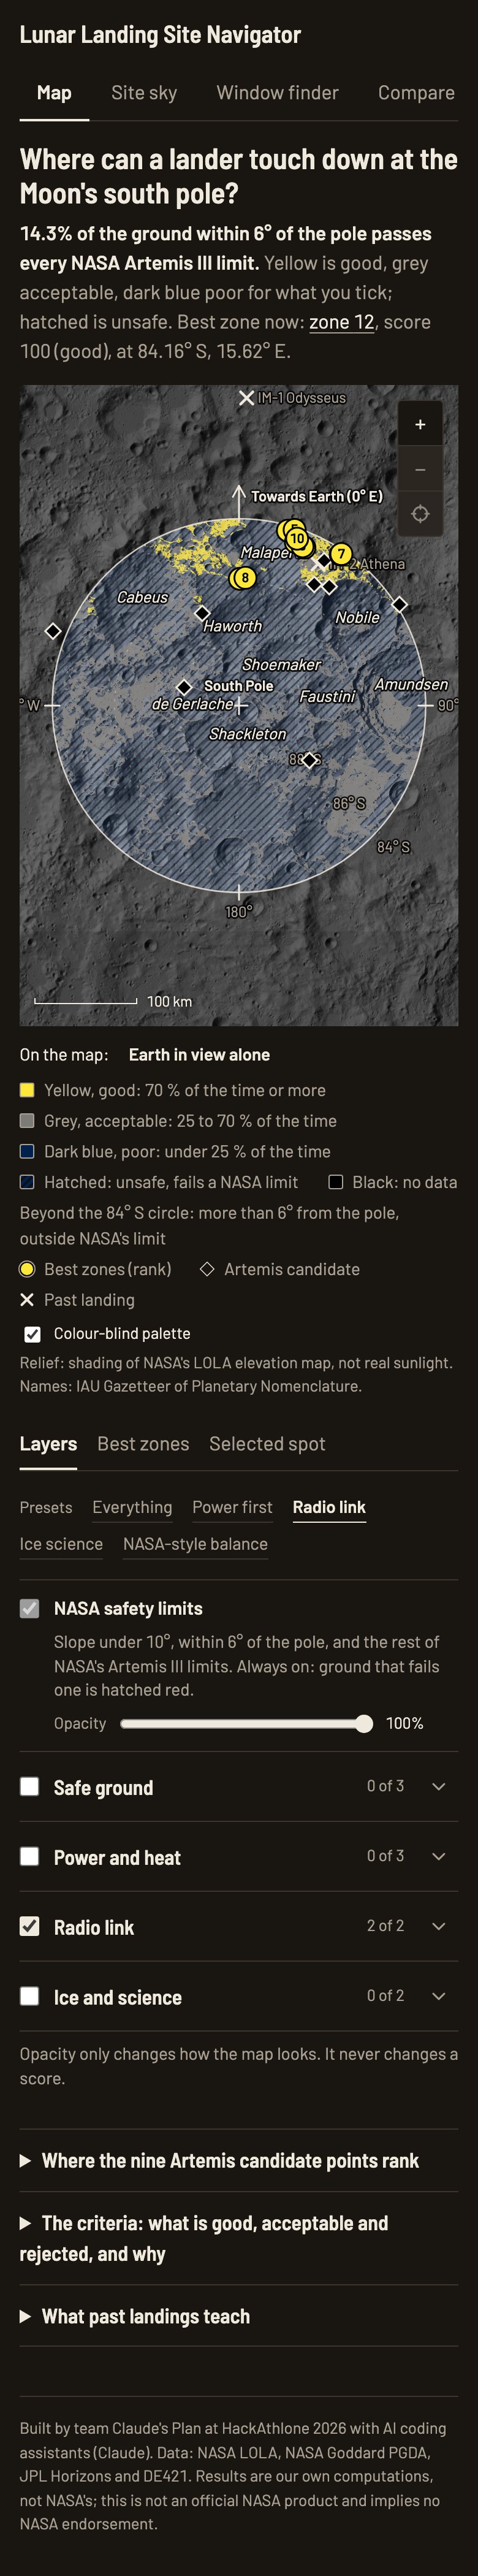 Lunar Landing Site Navigator
Map Site sky Window finder Compare
Where can a lander touch down at the
Moon's south pole?
14.3% of the ground within 6° of the pole passes
every NASA Artemis III limit. Yellow is good, grey
acceptable, dark blue poor for what you tick;
hatched is unsafe. Best zone now: zone 12, score
100 (good), at 84.16° S, 15.62° E.
IM-1 Odysseus
+
−
Towards Earth (0° E)
10
7
Athena
8
Cabeus
Haworth
Nobile
Shoemaker
South Pole
Amundsen
de Gerlache
Faustini
° W
90°
Shackleton
86° S
84° S
180°
100 km
On the map: Earth in view alone
Yellow, good: 70 % of the time or more
Grey, acceptable: 25 to 70 % of the time
Dark blue, poor: under 25 % of the time
Hatched: unsafe, fails a NASA limit Black: no data
Beyond the 84° S circle: more than 6° from the pole,
outside NASA's limit
Best zones (rank) Artemis candidate
Past landing
Colour-blind palette
Relief: shading of NASA's LOLA elevation map, not real sunlight.
Names: IAU Gazetteer of Planetary Nomenclature.
Layers Best zones Selected spot
Presets Everything Power first Radio link
Ice science NASA-style balance
NASA safety limits
Slope under 10°, within 6° of the pole, and the rest of
NASA's Artemis III limits. Always on: ground that fails
one is hatched red.
Opacity 100%
Safe ground 0 of 3
Power and heat 0 of 3
Radio link 2 of 2
Ice and science 0 of 2
Opacity only changes how the map looks. It never changes a
score.
Where the nine Artemis candidate points rank
The criteria: what is good, acceptable and
rejected, and why
What past landings teach
Built by team Claude's Plan at HackAthlone 2026 with AI coding
assistants (Claude). Data: NASA LOLA, NASA Goddard PGDA,
JPL Horizons and DE421. Results are our own computations,
not NASA's; this is not an official NASA product and implies no
NASA endorsement.